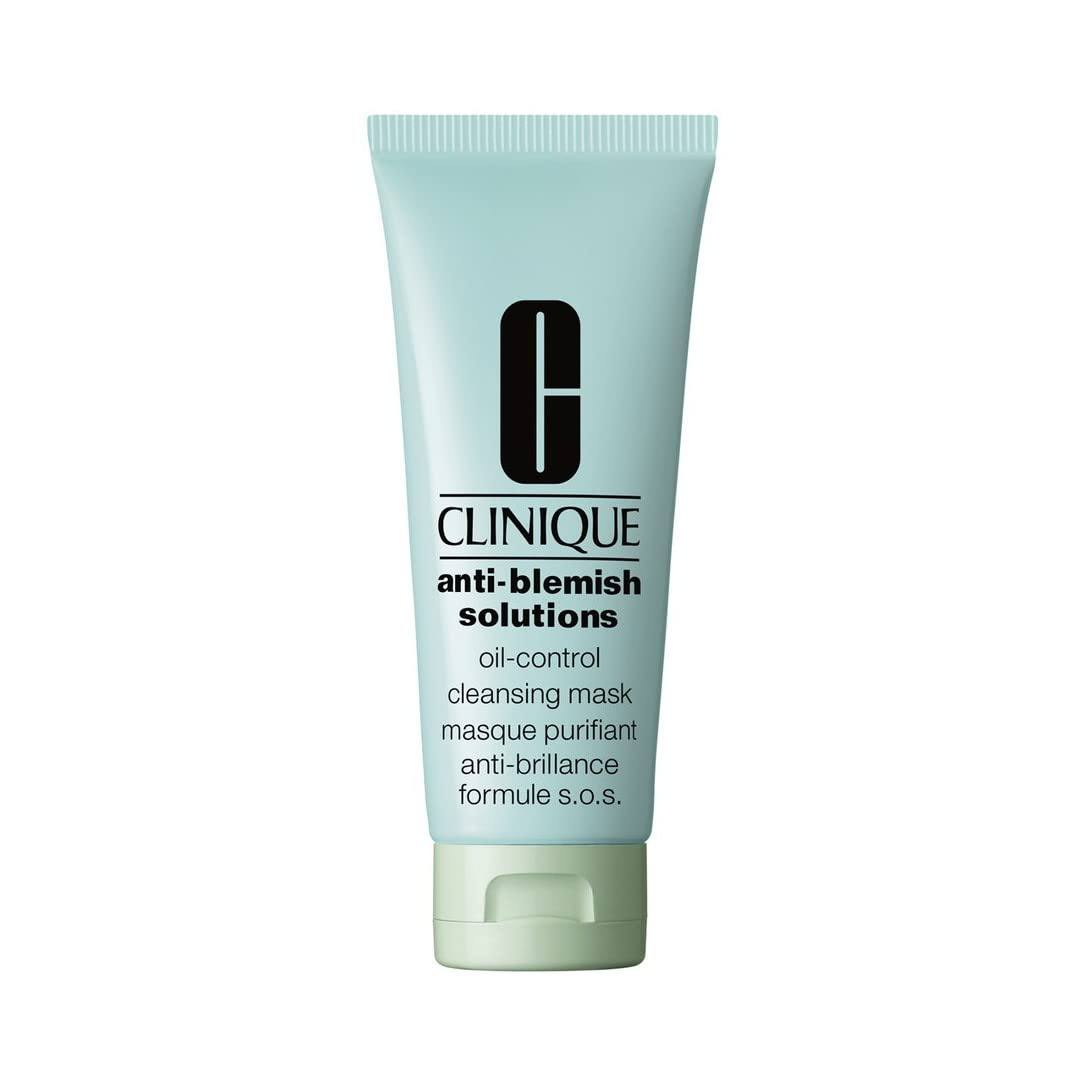 C
CLINIQUE
anti-blemish
solutions
oil-control
cleansing mask
masque purifiant
anti-brillance
formule s.o.s.